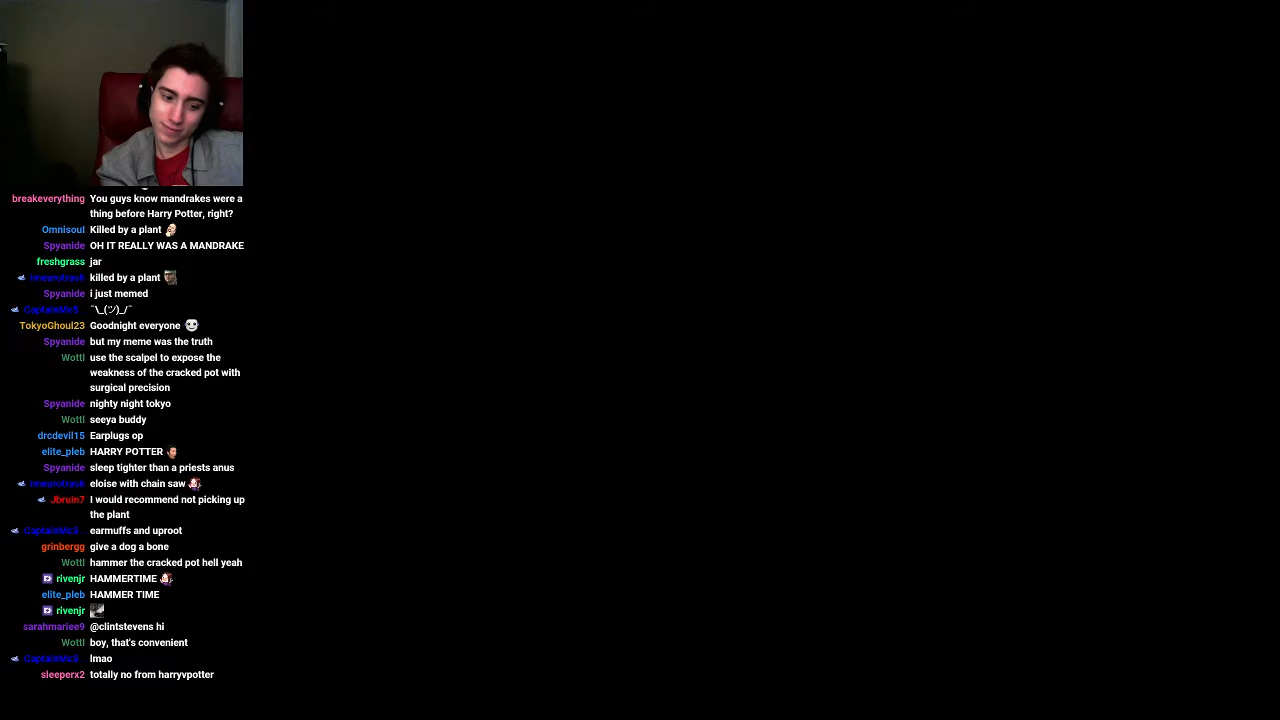 breakeverything You guys know mandrakes were a
thing before Harry Potter, right?
Omnisoul Killed by a plant
Spyanide OH IT REALLY WAS A MANDRAKE
freshgrass jar
imeurotrash killed by a plant
Spyanide i just memed
CaptainMcS ¯\_(ツ)_/¯
TokyoGhoul23 Goodnight everyone
Spyanide but my meme was the truth
Wottl use the scalpel to expose the
weakness of the cracked pot with
surgical precision
Spyanide nighty night tokyo
Wottl seeya buddy
drcdevil15 Earplugs op
elite_pleb HARRY POTTER
Spyanide sleep tighter than a priests anus
imeurotrash eloise with chain saw
Jbruin7 I would recommend not picking up
the plant
CaptainMcS earmuffs and uproot
grinbergg give a dog a bone
Wottl hammer the cracked pot hell yeah
rivenjr HAMMERTIME
elite_pleb HAMMER TIME
rivenjr
sarahmariee9 @clintstevens hi
Wottl boy, that's convenient
CaptainMcS lmao
sleeperx2 totally no from harryvpotter